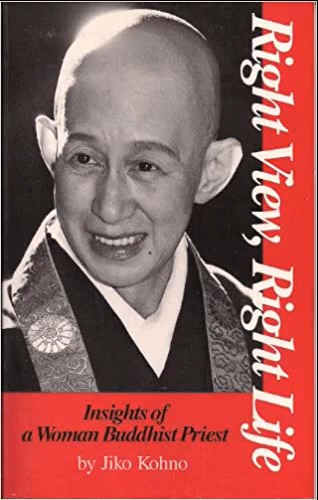 Right View, Right Life
Insights of
a Woman Buddhist Priest
by Jiko Kohno